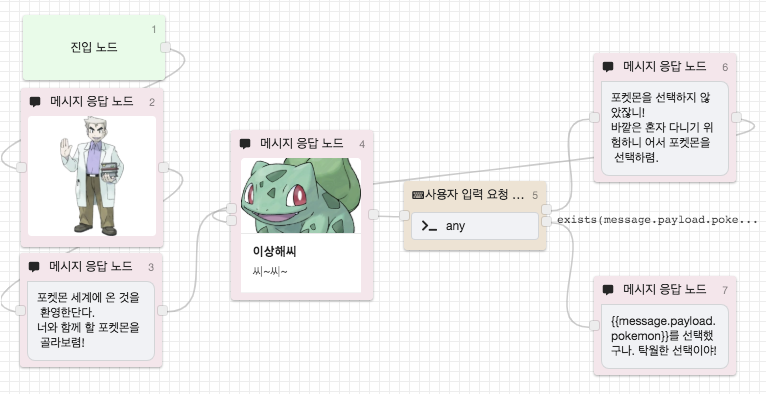 진입 노드
1
메시지 응답 노드
2
메시지 응답 노드
3
포켓몬 세계에 온 것을
환영한단다.
너와 함께 할 포켓몬을
골라보렴!
메시지 응답 노드
4
이상해씨
씨~씨~
사용자 입력 요청 ...
5
any
exists(message.payload.poke...
메시지 응답 노드
6
포켓몬을 선택하지 않
았잖니!
바깥은 혼자 다니기 위
험하니 어서 포켓몬을
선택하렴.
메시지 응답 노드
7
{{message.payload.
pokemon}}를 선택했
구나. 탁월한 선택이야!